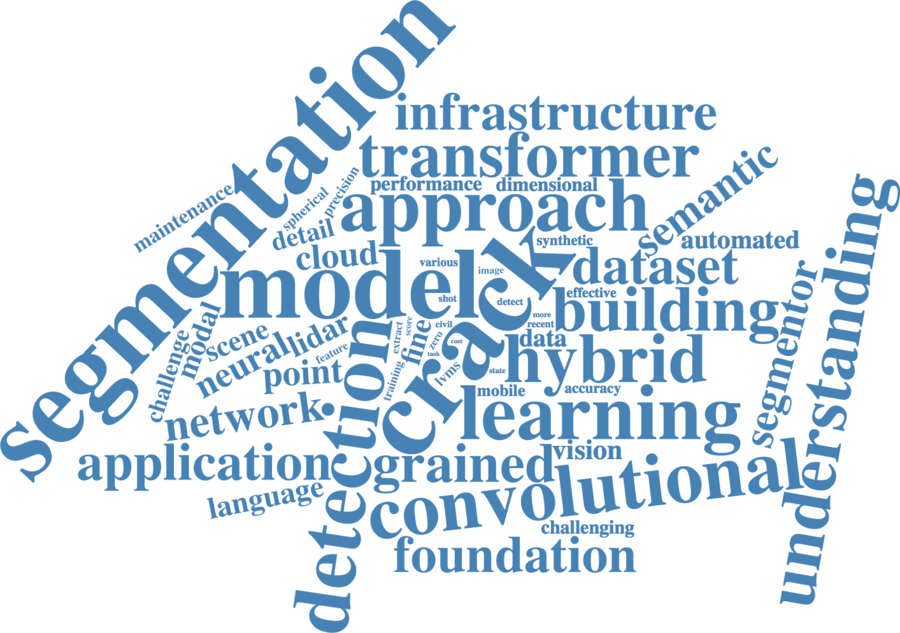 segmentation
infrastructure
transformer
maintenance
spherical
precision
performance
dimensional
approach
semantic
detail
cloud
synthetic
automated
various
image
model
crack
dataset
understanding
shot
detect
effective
building
segmentor
challenge
modal
scene
neural
lidar
feature
extract
score
fine
civil
zero
cost
task
more
recent
data
hybrid
point
training
lvms
state
mobile
accuracy
network
detection
learning
application
grained
vision
language
convolutional
challenging
foundation